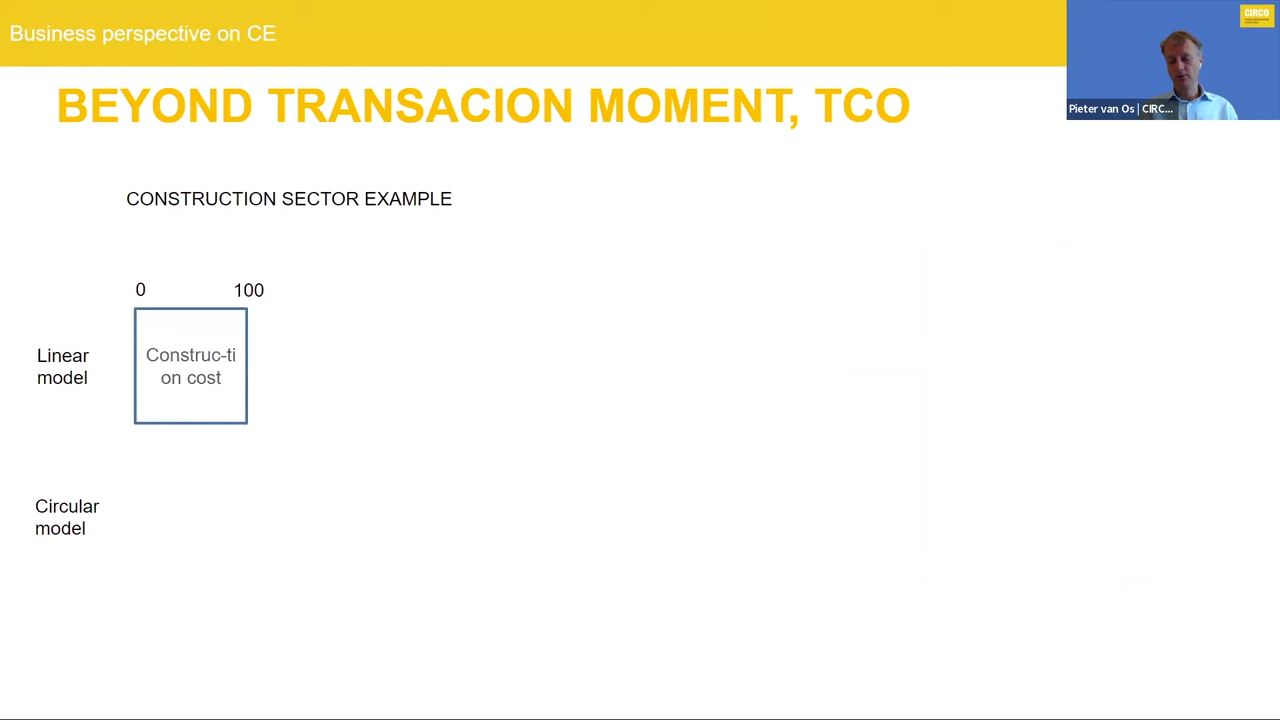 Business perspective on CE
CIRCO
BEYOND TRANSACION MOMENT, TCO
Pieter van Os | CIRC...
CONSTRUCTION SECTOR EXAMPLE
0 100
Linear
model
Construc-ti
on cost
Circular
model